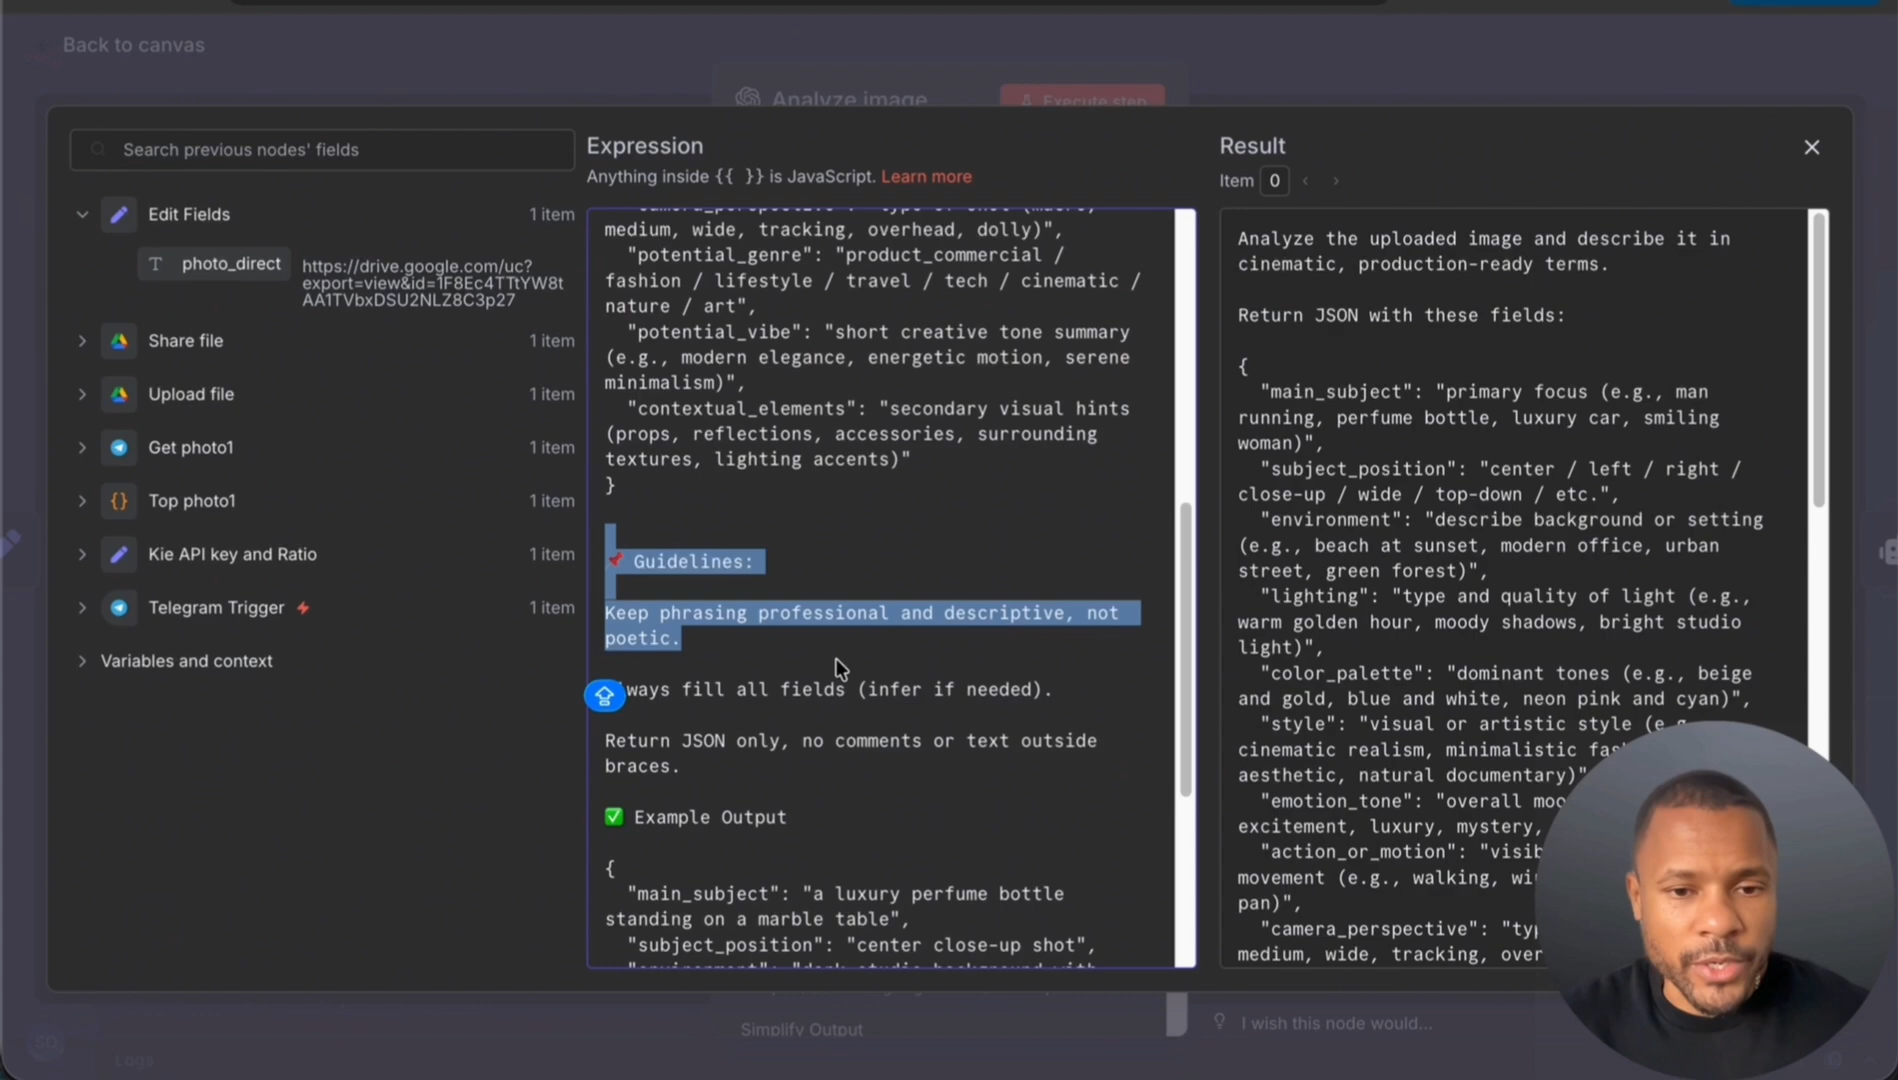 Back to canvas
Analyze image
Execute step
Search previous nodes' fields
Edit Fields
1 item
T photo_direct
https://drive.google.com/uc?
export=view&id=1F8Ec4TTtYW8t
AA1TVbxDSU2NLZ8C3p27
Share file
1 item
Upload file
1 item
Get photo1
1 item
Top photo1
1 item
Kie API key and Ratio
1 item
Telegram Trigger
1 item
Variables and context
Expression
Anything inside {{ }} is JavaScript. Learn more
medium, wide, tracking, overhead, dolly)",
"potential_genre": "product_commercial /
fashion / lifestyle / travel / tech / cinematic /
nature / art",
"potential_vibe": "short creative tone summary
(e.g., modern elegance, energetic motion, serene
minimalism)",
"contextual_elements": "secondary visual hints
(props, reflections, accessories, surrounding
textures, lighting accents)"
}
📌 Guidelines:
Keep phrasing professional and descriptive, not
poetic.
ways fill all fields (infer if needed).
Return JSON only, no comments or text outside
braces.
✅ Example Output
{
"main_subject": "a luxury perfume bottle
standing on a marble table",
"subject_position": "center close-up shot",
Result
Item 0
Analyze the uploaded image and describe it in
cinematic, production-ready terms.
Return JSON with these fields:
{
"main_subject": "primary focus (e.g., man
running, perfume bottle, luxury car, smiling
woman)",
"subject_position": "center / left / right /
close-up / wide / top-down / etc.",
"environment": "describe background or setting
(e.g., beach at sunset, modern office, urban
street, green forest)",
"lighting": "type and quality of light (e.g.,
warm golden hour, moody shadows, bright studio
light)",
"color_palette": "dominant tones (e.g., beige
and gold, blue and white, neon pink and cyan)",
"style": "visual or artistic style (e.g
cinematic realism, minimalistic fas
aesthetic, natural documentary)"
"emotion_tone": "overall moo
excitement, luxury, mystery,
"action_or_motion": "visib
movement (e.g., walking, wi
pan)",
"camera_perspective": "typ
medium, wide, tracking, over
Simplify Output
I wish this node would...
SO
Logs